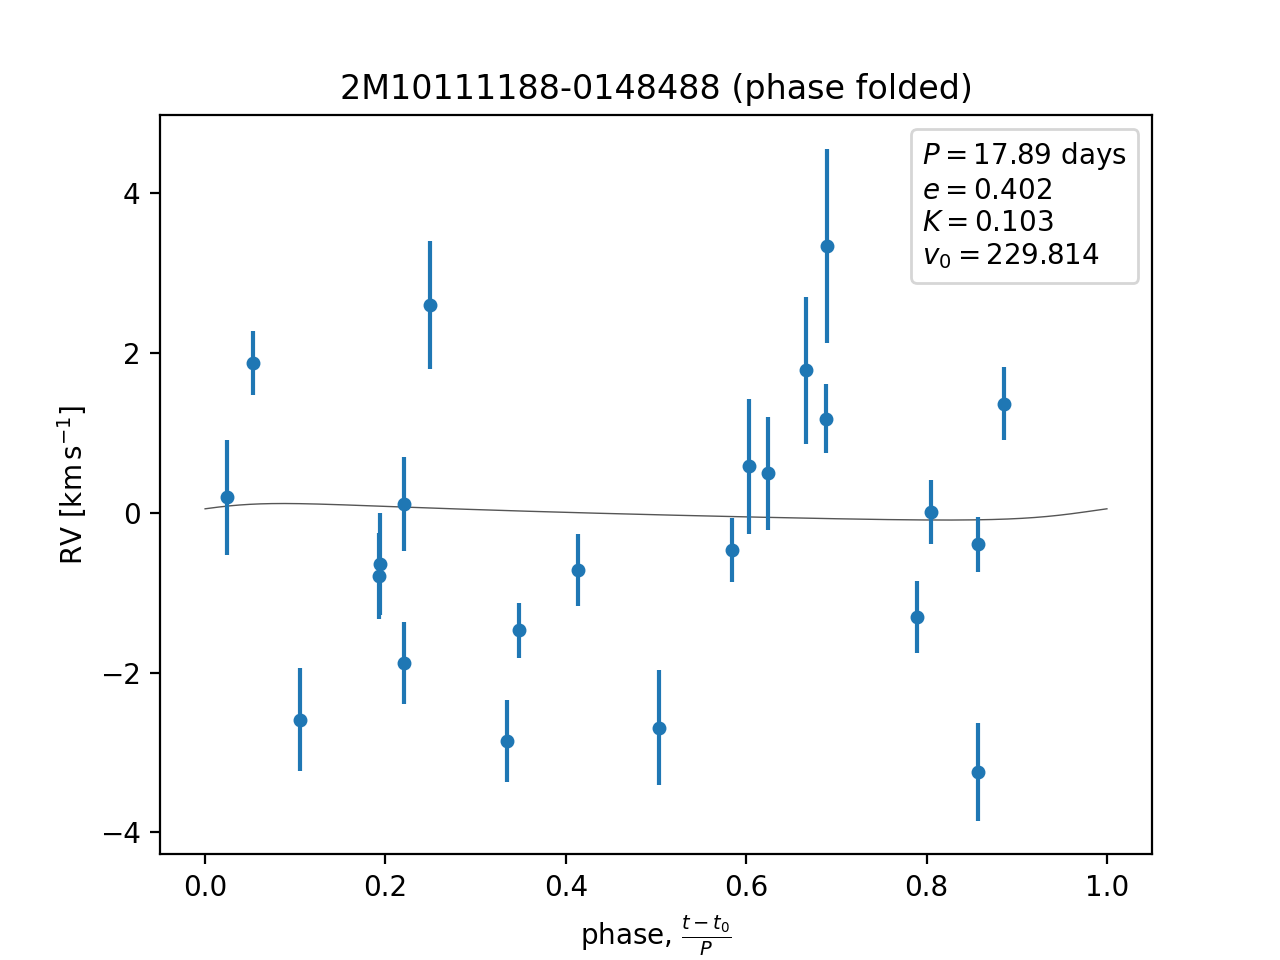 2M10111188-0148488 (phase folded)
P = 17.89 days
e = 0.402
K = 0.103
v₀ = 229.814
4
2
0
−2
−4
RV [km s⁻¹]
0.0 0.2 0.4 0.6 0.8 1.0
phase, (t − t₀)/P